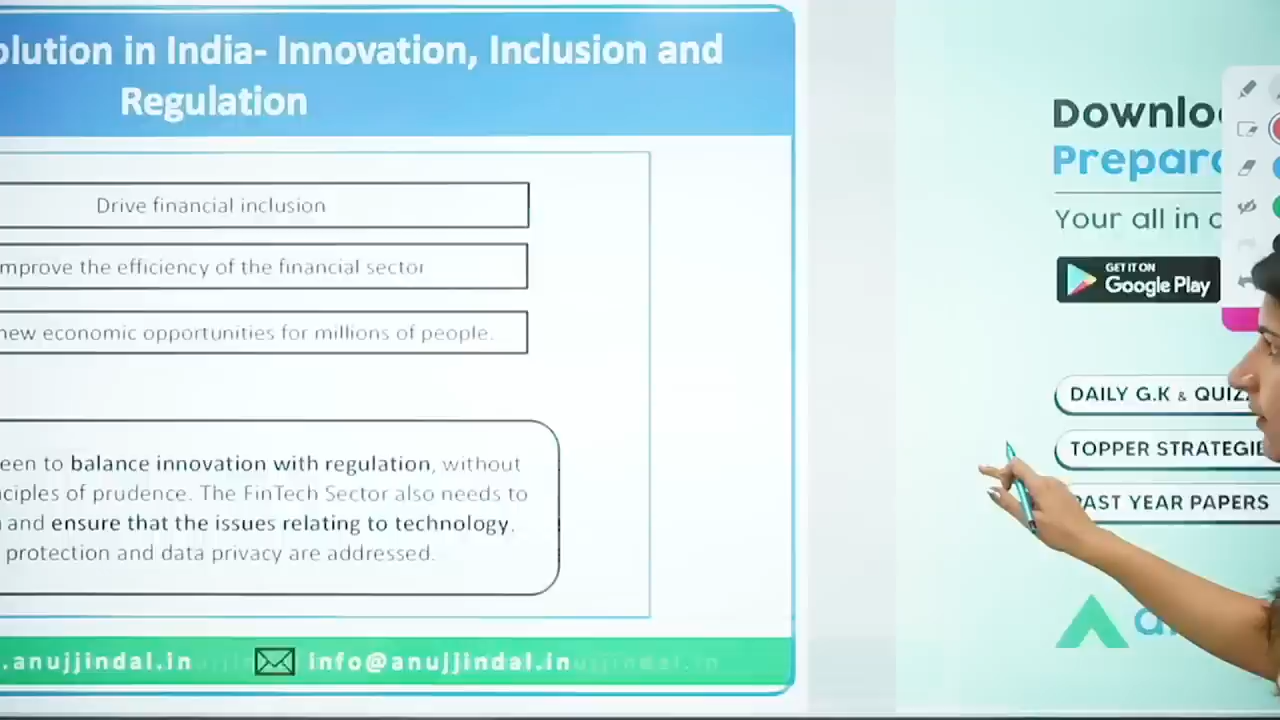 olution in India- Innovation, Inclusion and
Regulation
Drive financial inclusion
mprove the efficiency of the financial sector
new economic opportunities for millions of people.
een to balance innovation with regulation, without
ciples of prudence. The FinTech Sector also needs to
and ensure that the issues relating to technology,
protection and data privacy are addressed.
.anujjindal.in
info@anujjindal.in
Downlo
Prepar
Your all in o
GET IT ON
Google Play
DAILY G.K & QUIZ
TOPPER STRATEGIE
PAST YEAR PAPERS